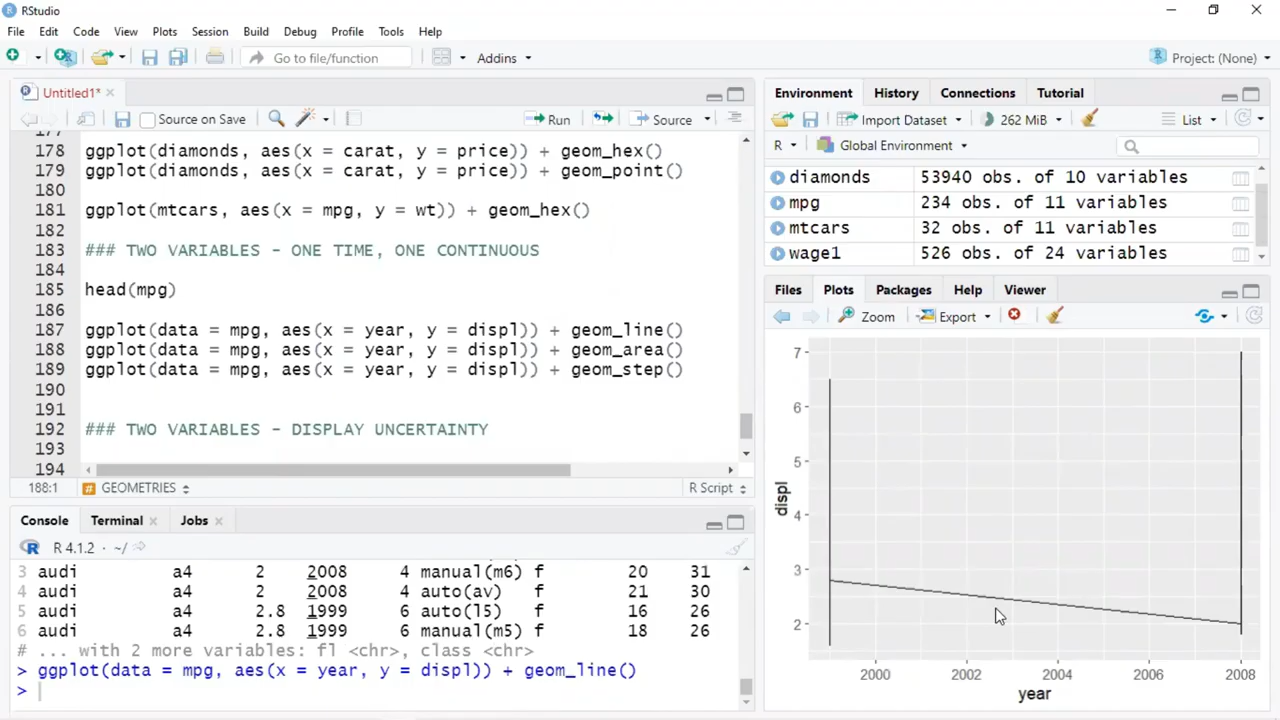 RStudio
File Edit Code View Plots Session Build Debug Profile Tools Help
Go to file/function Addins Project: (None)
Untitled1*
Source on Save Run Source
177
178 ggplot(diamonds, aes(x = carat, y = price)) + geom_hex()
179 ggplot(diamonds, aes(x = carat, y = price)) + geom_point()
180
181 ggplot(mtcars, aes(x = mpg, y = wt)) + geom_hex()
182
183 ### TWO VARIABLES - ONE TIME, ONE CONTINUOUS
184
185 head(mpg)
186
187 ggplot(data = mpg, aes(x = year, y = displ)) + geom_line()
188 ggplot(data = mpg, aes(x = year, y = displ)) + geom_area()
189 ggplot(data = mpg, aes(x = year, y = displ)) + geom_step()
190
191
192 ### TWO VARIABLES - DISPLAY UNCERTAINTY
193
194
188:1 # GEOMETRIES R Script
Console Terminal Jobs
R 4.1.2 · ~/
3 audi a4 2 2008 4 manual(m6) f 20 31
4 audi a4 2 2008 4 auto(av) f 21 30
5 audi a4 2.8 1999 6 auto(l5) f 16 26
6 audi a4 2.8 1999 6 manual(m5) f 18 26
# ... with 2 more variables: fl <chr>, class <chr>
> ggplot(data = mpg, aes(x = year, y = displ)) + geom_line()
>
Environment History Connections Tutorial
Import Dataset 262 MiB List
R Global Environment
diamonds 53940 obs. of 10 variables
mpg 234 obs. of 11 variables
mtcars 32 obs. of 11 variables
wage1 526 obs. of 24 variables
Files Plots Packages Help Viewer
Zoom Export
7
6
5
4
3
2
displ
2000 2002 2004 2006 2008
year